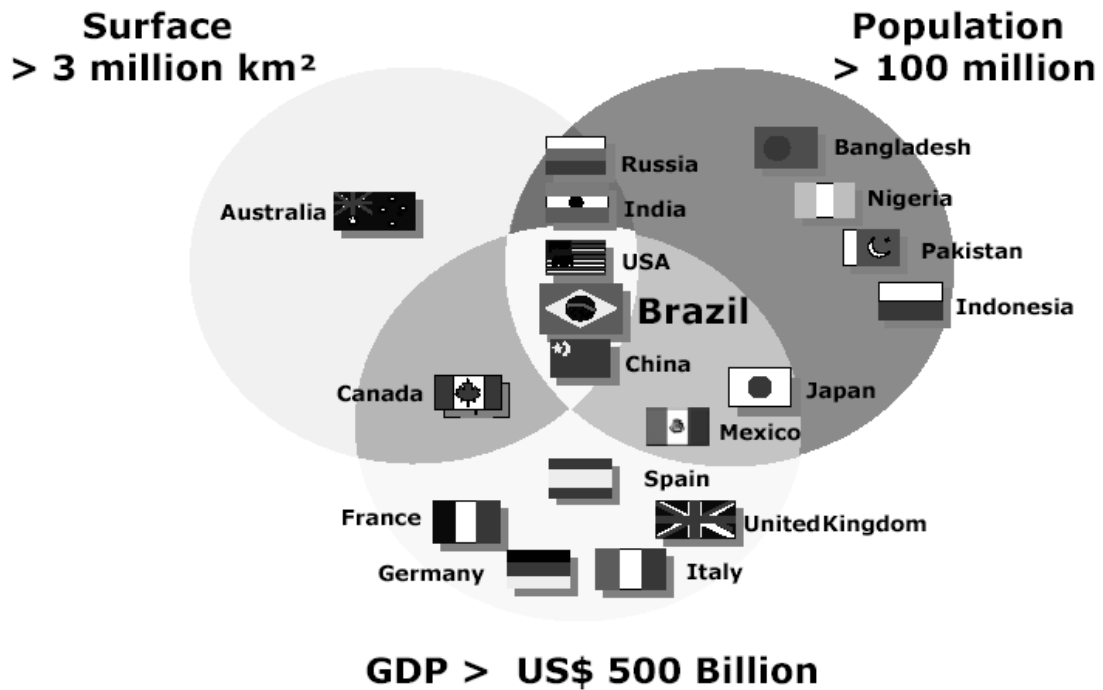 Surface
> 3 million km²
Population
> 100 million
Bangladesh
Russia
Nigeria
India
Australia
Pakistan
USA
Indonesia
Brazil
China
Canada
Japan
Mexico
Spain
France
UnitedKingdom
Germany
Italy
GDP > US$ 500 Billion